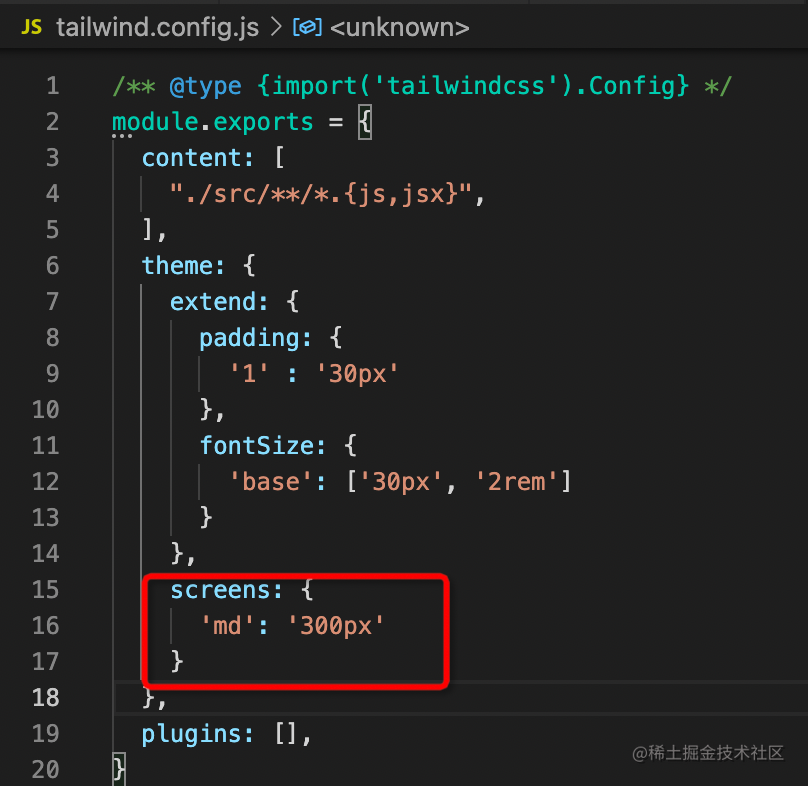 JS tailwind.config.js > <unknown>
1 /** @type {import('tailwindcss').Config} */
2 module.exports = {
3   content: [
4     "./src/**/*.{js,jsx}",
5   ],
6   theme: {
7     extend: {
8       padding: {
9         '1' : '30px'
10       },
11       fontSize: {
12         'base': ['30px', '2rem']
13       }
14     },
15     screens: {
16       'md': '300px'
17     }
18   },
19   plugins: [],
20 }
@稀土掘金技术社区